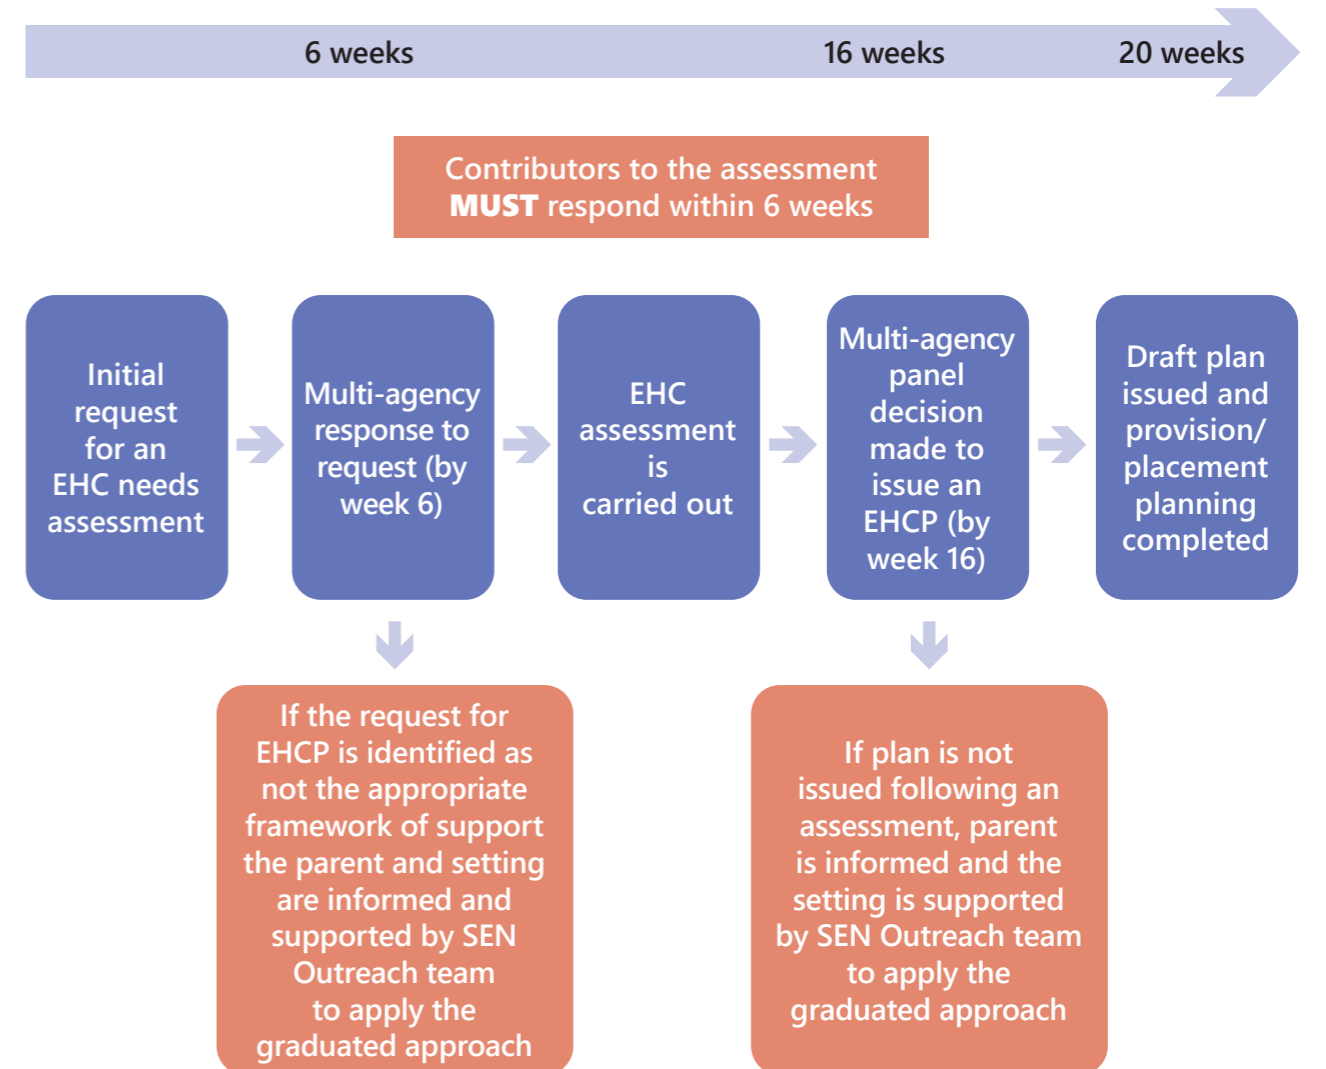 6 weeks
16 weeks
20 weeks
Contributors to the assessment
MUST respond within 6 weeks
Initial
request
for an
EHC needs
assessment
Multi-agency
response to
request (by
week 6)
EHC
assessment
is
carried out
Multi-agency
panel
decision
made to
issue an
EHCP (by
week 16)
Draft plan
issued and
provision/
placement
planning
completed
If the request for
EHCP is identified as
not the appropriate
framework of support
the parent and setting
are informed and
supported by SEN
Outreach team
to apply the
graduated approach
If plan is not
issued following an
assessment, parent
is informed and the
setting is supported
by SEN Outreach team
to apply the
graduated approach